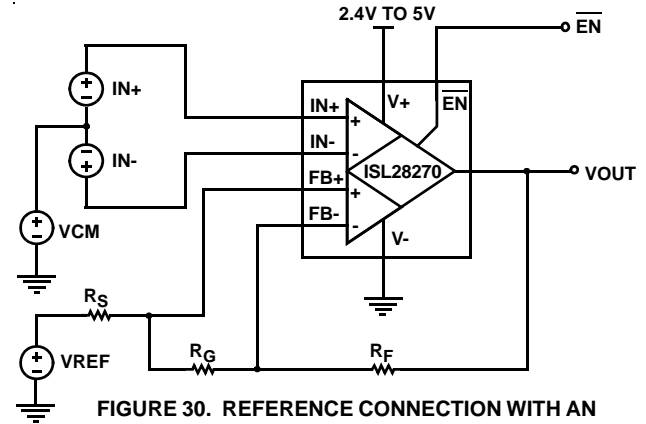 2.4V TO 5V
EN
IN+
IN+
V+
EN
IN-
IN-
ISL28270
VOUT
FB+
FB-
VCM
V-
RS
RG
RF
VREF
+
-
-
+
+
-
+
-
+
-
+
-
FIGURE 30. REFERENCE CONNECTION WITH AN